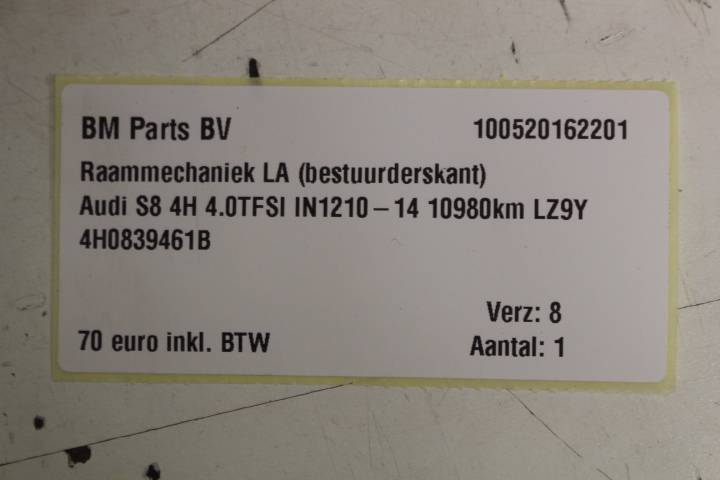 BM Parts BV 100520162201
Raammechaniek LA (bestuurderskant)
Audi S8 4H 4.0TFSI IN1210-14 10980km LZ9Y
4H0839461B
Verz: 8
70 euro inkl. BTW Aantal: 1